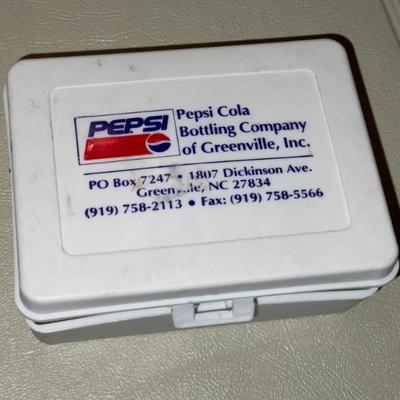 PEPSI
Pepsi Cola
Bottling Company
of Greenville, Inc.
PO Box 7247 • 1807 Dickinson Ave.
Greenville, NC 27834
(919) 758-2113 • Fax: (919) 758-5566